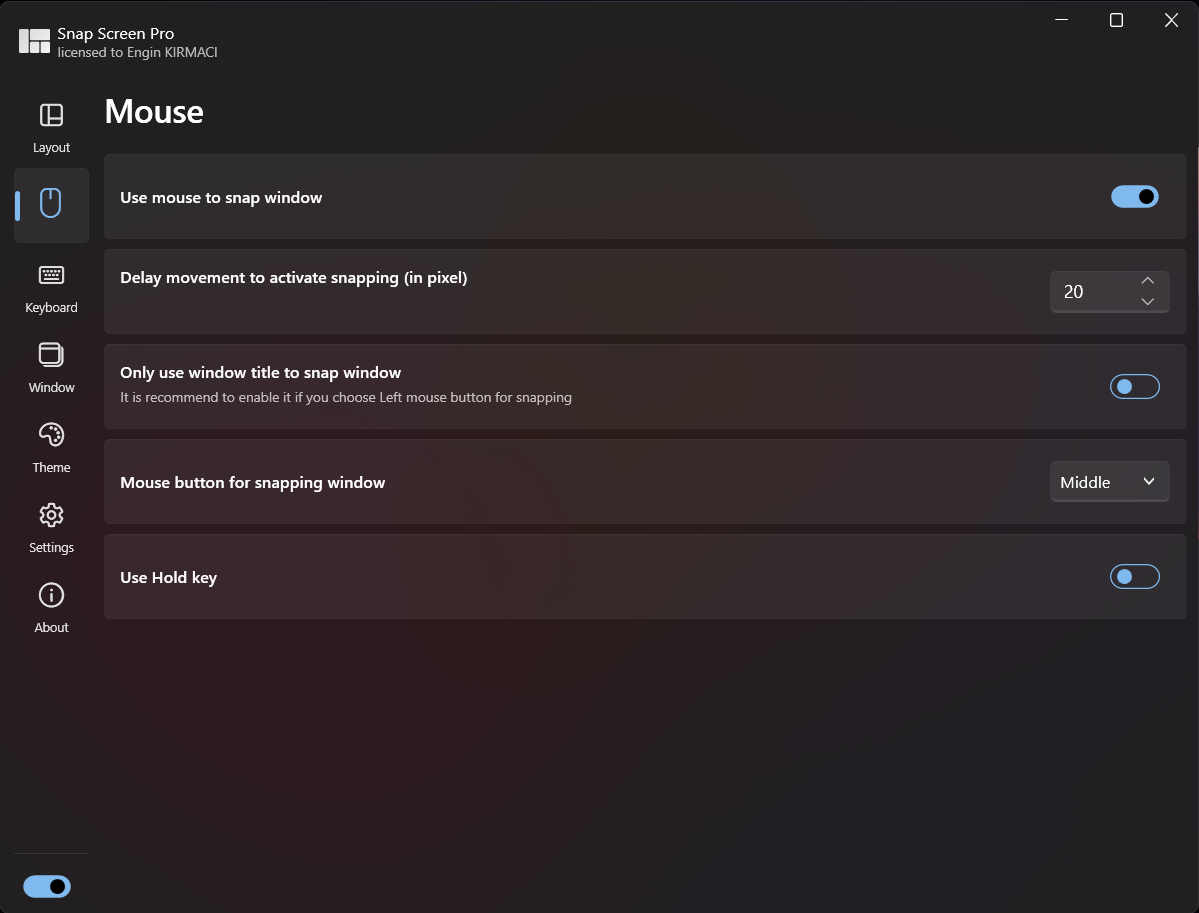 Snap Screen Pro
licensed to Engin KIRMACI
Layout
Keyboard
Window
Theme
Settings
About
Mouse
Use mouse to snap window
Delay movement to activate snapping (in pixel)
20
Only use window title to snap window
It is recommend to enable it if you choose Left mouse button for snapping
Mouse button for snapping window
Middle
Use Hold key